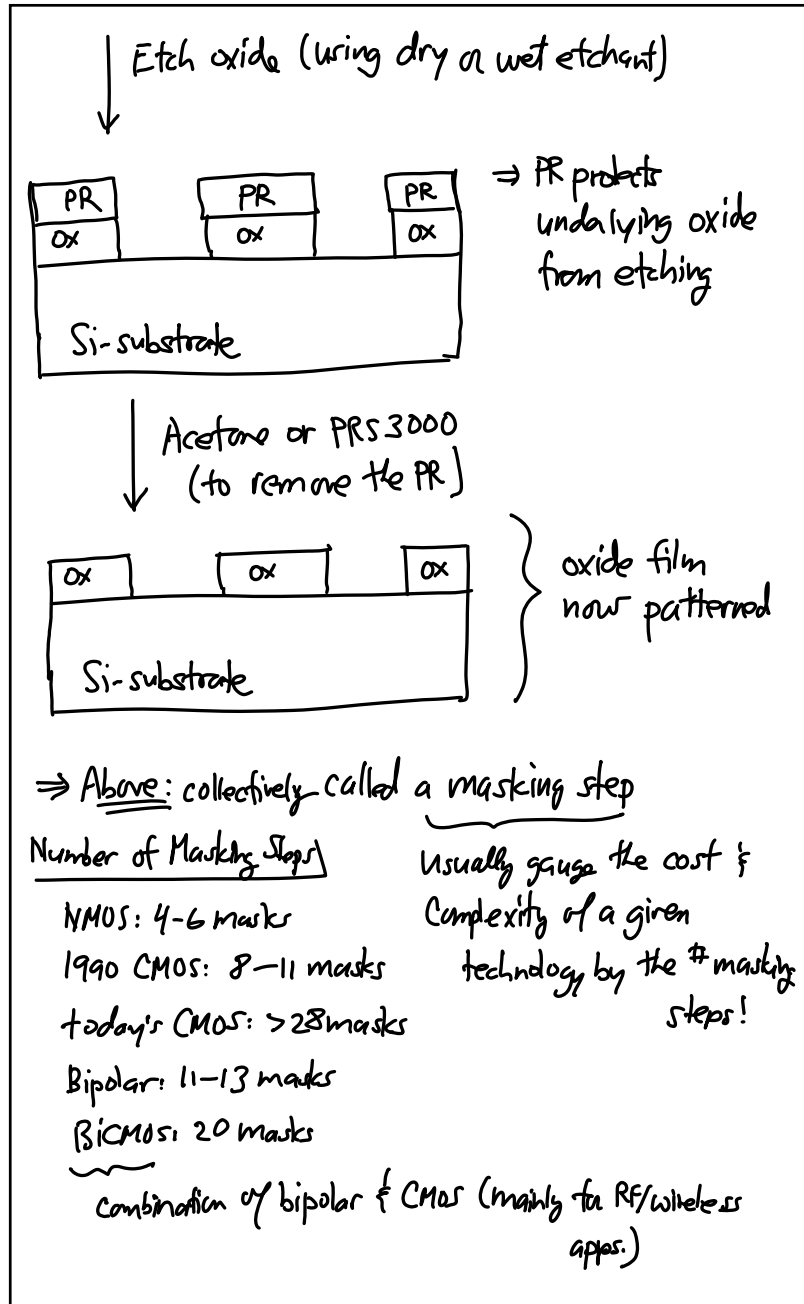 Etch oxide (using dry or wet etchant)
PR PR PR
OX OX OX
Si-substrate
⇒ PR protects
underlying oxide
from etching
Acetone or PRS3000
(to remove the PR)
OX OX OX
Si-substrate
oxide film
now patterned
⇒ Above: collectively called a masking step
Number of Masking Steps
NMOS: 4-6 masks
1990 CMOS: 8-11 masks
today's CMOS: >28 masks
Bipolar: 11-13 masks
BiCMOS: 20 masks
Combination of bipolar & CMOS (mainly for RF/wireless
apps.)
Usually gauge the cost &
Complexity of a given
technology by the # masking
steps!